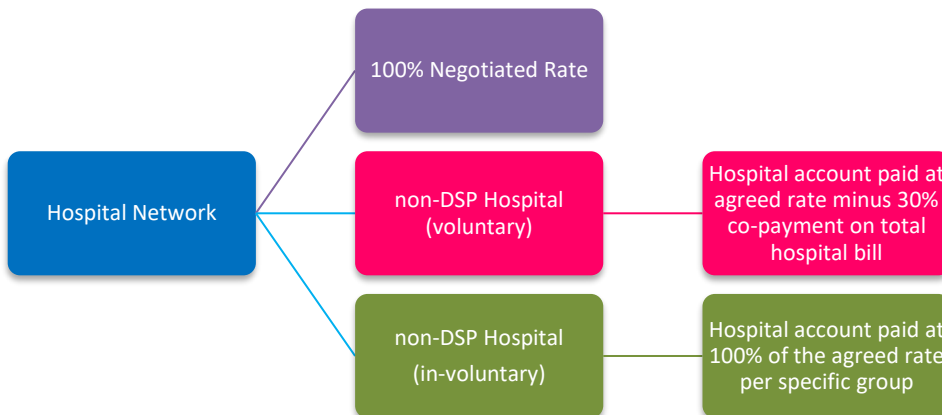 100% Negotiated Rate
Hospital Network
non-DSP Hospital
(voluntary)
Hospital account paid at
agreed rate minus 30%
co-payment on total
hospital bill
non-DSP Hospital
(in-voluntary)
Hospital account paid at
100% of the agreed rate
per specific group